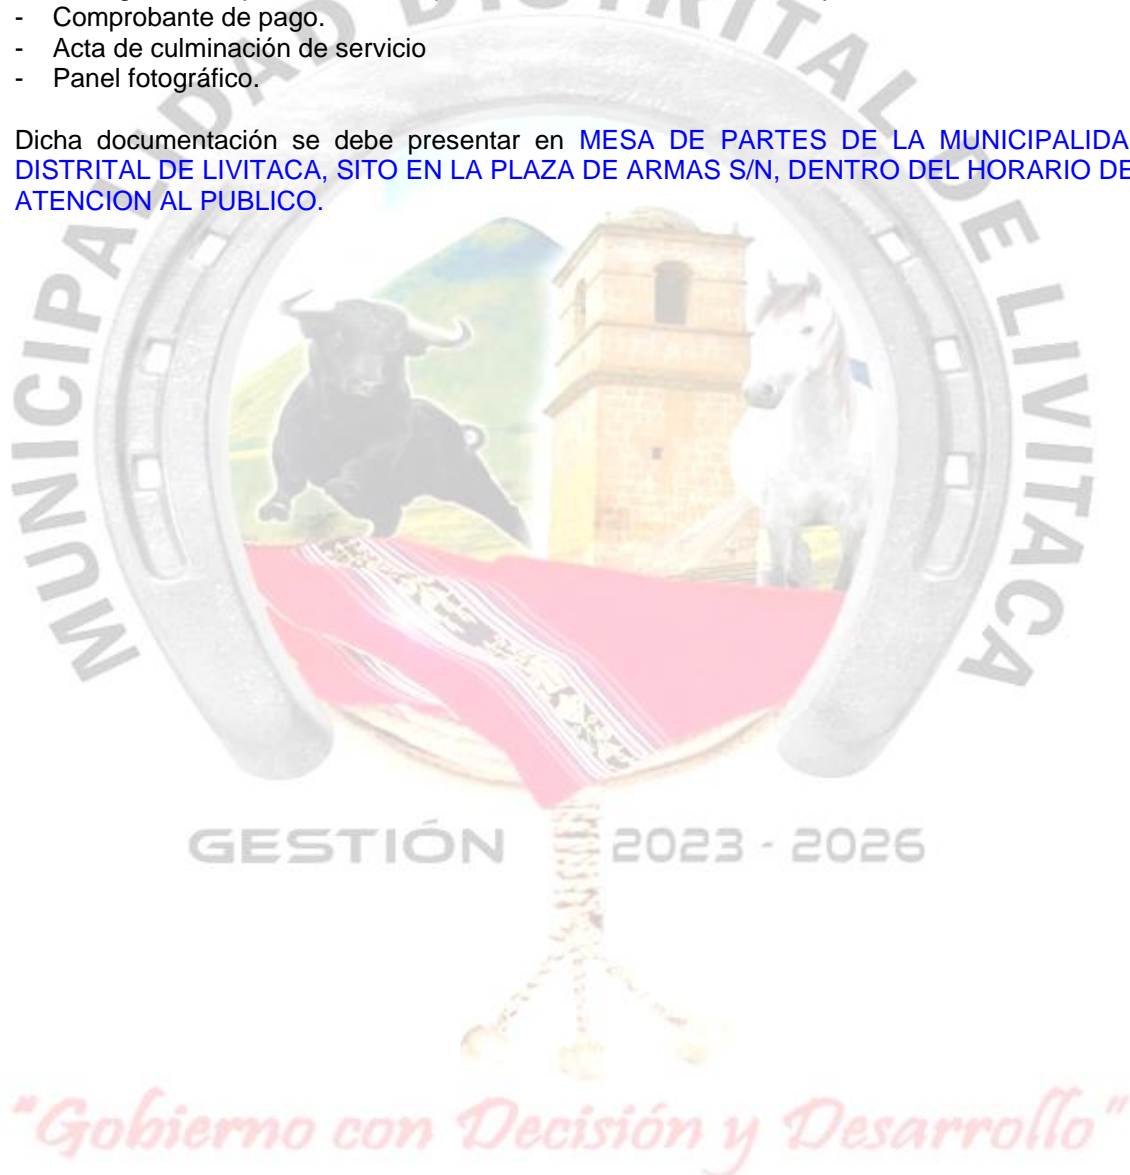 - Comprobante de pago.
- Acta de culminación de servicio
- Panel fotográfico.
Dicha documentación se debe presentar en MESA DE PARTES DE LA MUNICIPALIDA
DISTRITAL DE LIVITACA, SITO EN LA PLAZA DE ARMAS S/N, DENTRO DEL HORARIO DE
ATENCION AL PUBLICO.
MUNICIPALIDAD DISTRITAL DE LIVITACA
GESTIÓN 2023 - 2026
"Gobierno con Decisión y Desarrollo"